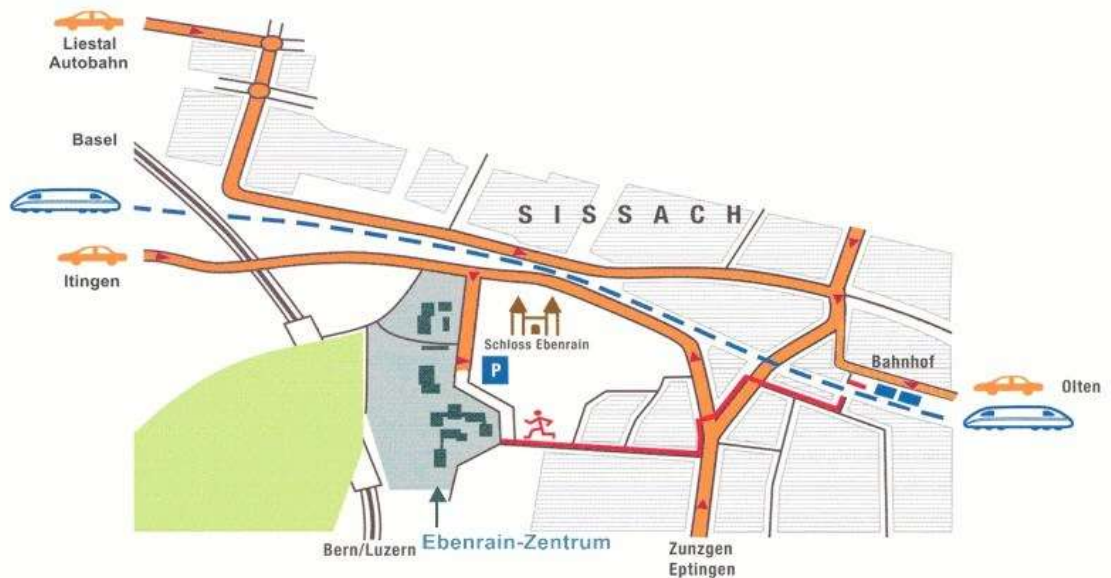 Liestal
Autobahn
Basel
SISSACH
Itingen
Schloss Ebenrain
P
Bahnhof
Olten
Bern/Luzern
Ebenrain-Zentrum
Zunzgen
Eptingen